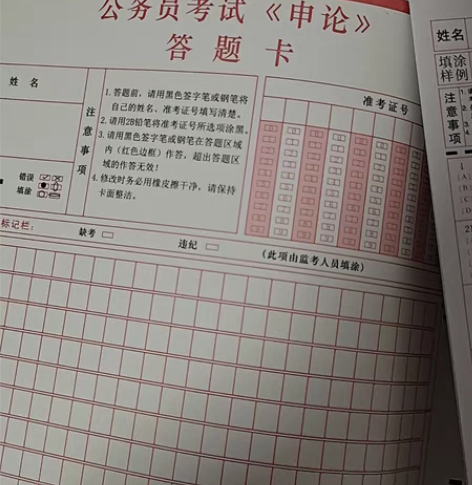 公务员考试《申论》
答题卡
姓名
注意事项
1.答题前，请用黑色签字笔或钢笔将
自己的姓名、准考证号填写清楚。
2.请用2B铅笔将准考证号所选项涂黑。
3.请用黑色签字笔或钢笔在答题区域
内（红色边框）作答，超出答题区
域的作答无效！
4.修改时务必用橡皮擦干净，请保持
卡面整洁。
准考证号
错误
填涂
标记栏：
缺考
违纪
(此项由监考人员填涂)
姓名
填涂
样例
注意事项
1
2
3
1